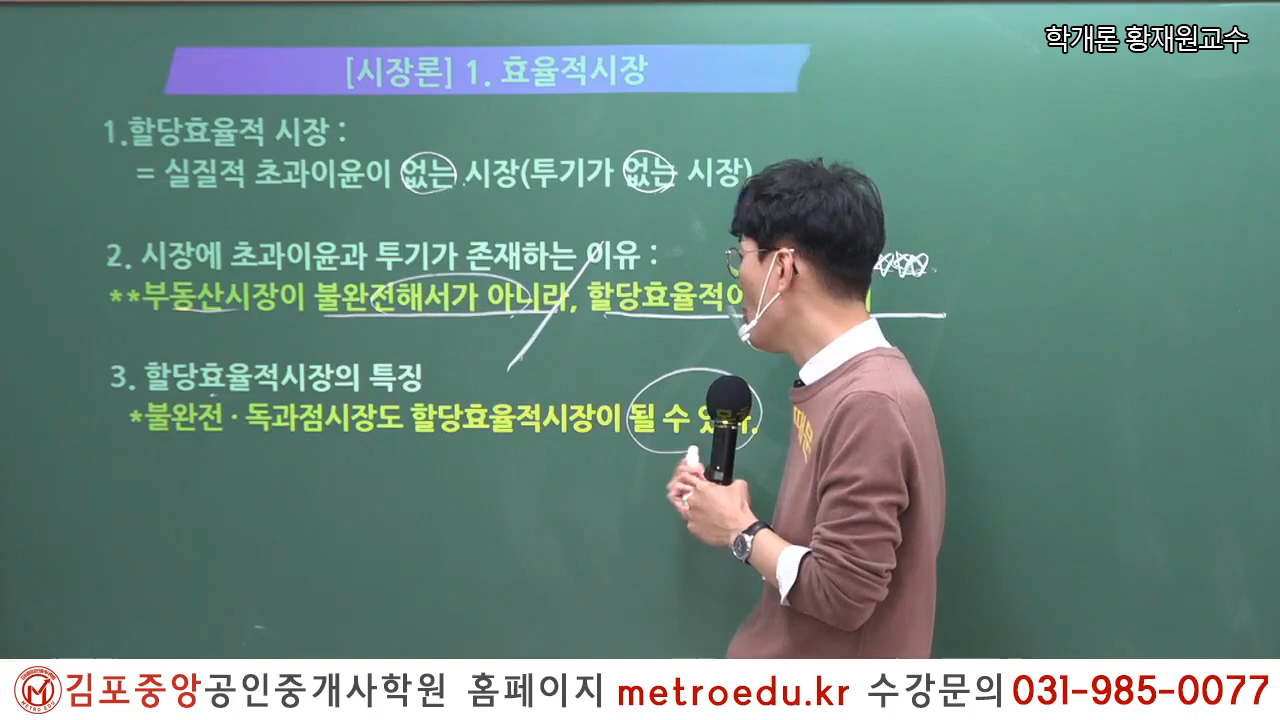 학개론 황재원교수
[시장론] 1. 효율적시장
1.할당효율적 시장 :
= 실질적 초과이윤이 없는 시장(투기가 없는 시장)
2. 시장에 초과이윤과 투기가 존재하는 이유 :
**부동산시장이 불완전해서가 아니라, 할당효율적이
3. 할당효율적시장의 특징
*불완전·독과점시장도 할당효율적시장이 될 수
METRO EDU
김포중앙공인중개사학원 홈페이지 metroedu.kr 수강문의 031-985-0077